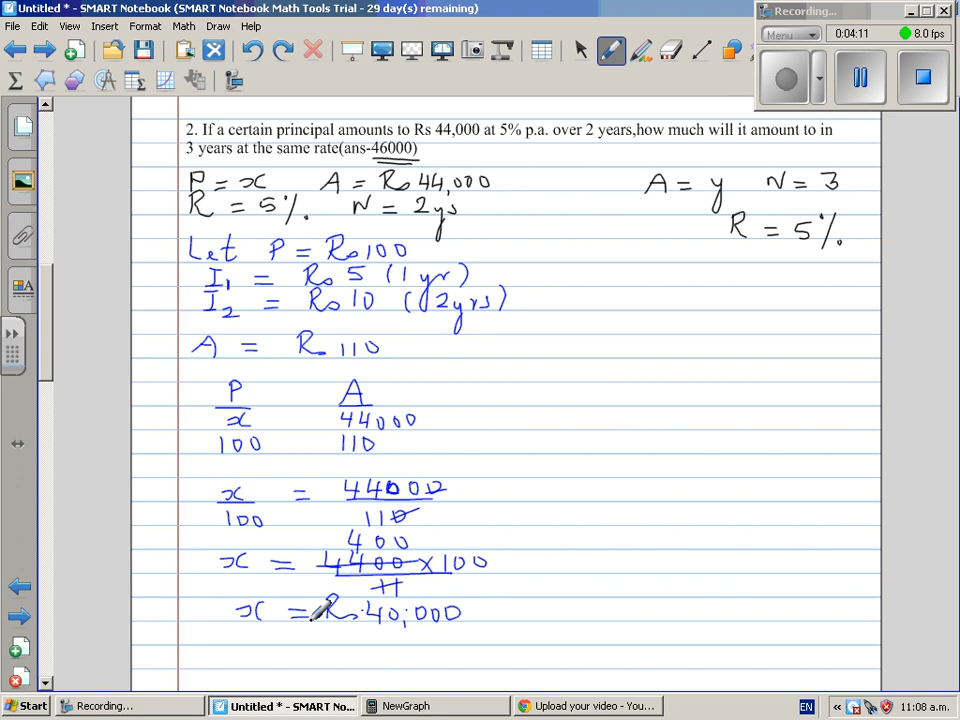 Untitled * - SMART Notebook (SMART Notebook Math Tools Trial - 29 day(s) remaining)
Recording...
File Edit View Insert Format Math Draw Help
Menu 0:04:11 8.0 fps
2. If a certain principal amounts to Rs 44,000 at 5% p.a. over 2 years,how much will it amount to in
3 years at the same rate(ans-46000)
P = x A = Rs 44,000 A = y N = 3
R = 5%. N = 2 yrs R = 5%.
Let P = Rs 100
I1 = Rs 5 (1 yr)
I2 = Rs 10 (2 yrs)
A = Rs 110
P A
x 44000
100 110
x = 44000
100 110
400
x = 4400 x 100
11
x = Rs. 40,000
Start Recording... Untitled * - SMART No... NewGraph Upload your video - You... EN « 11:08 a.m.